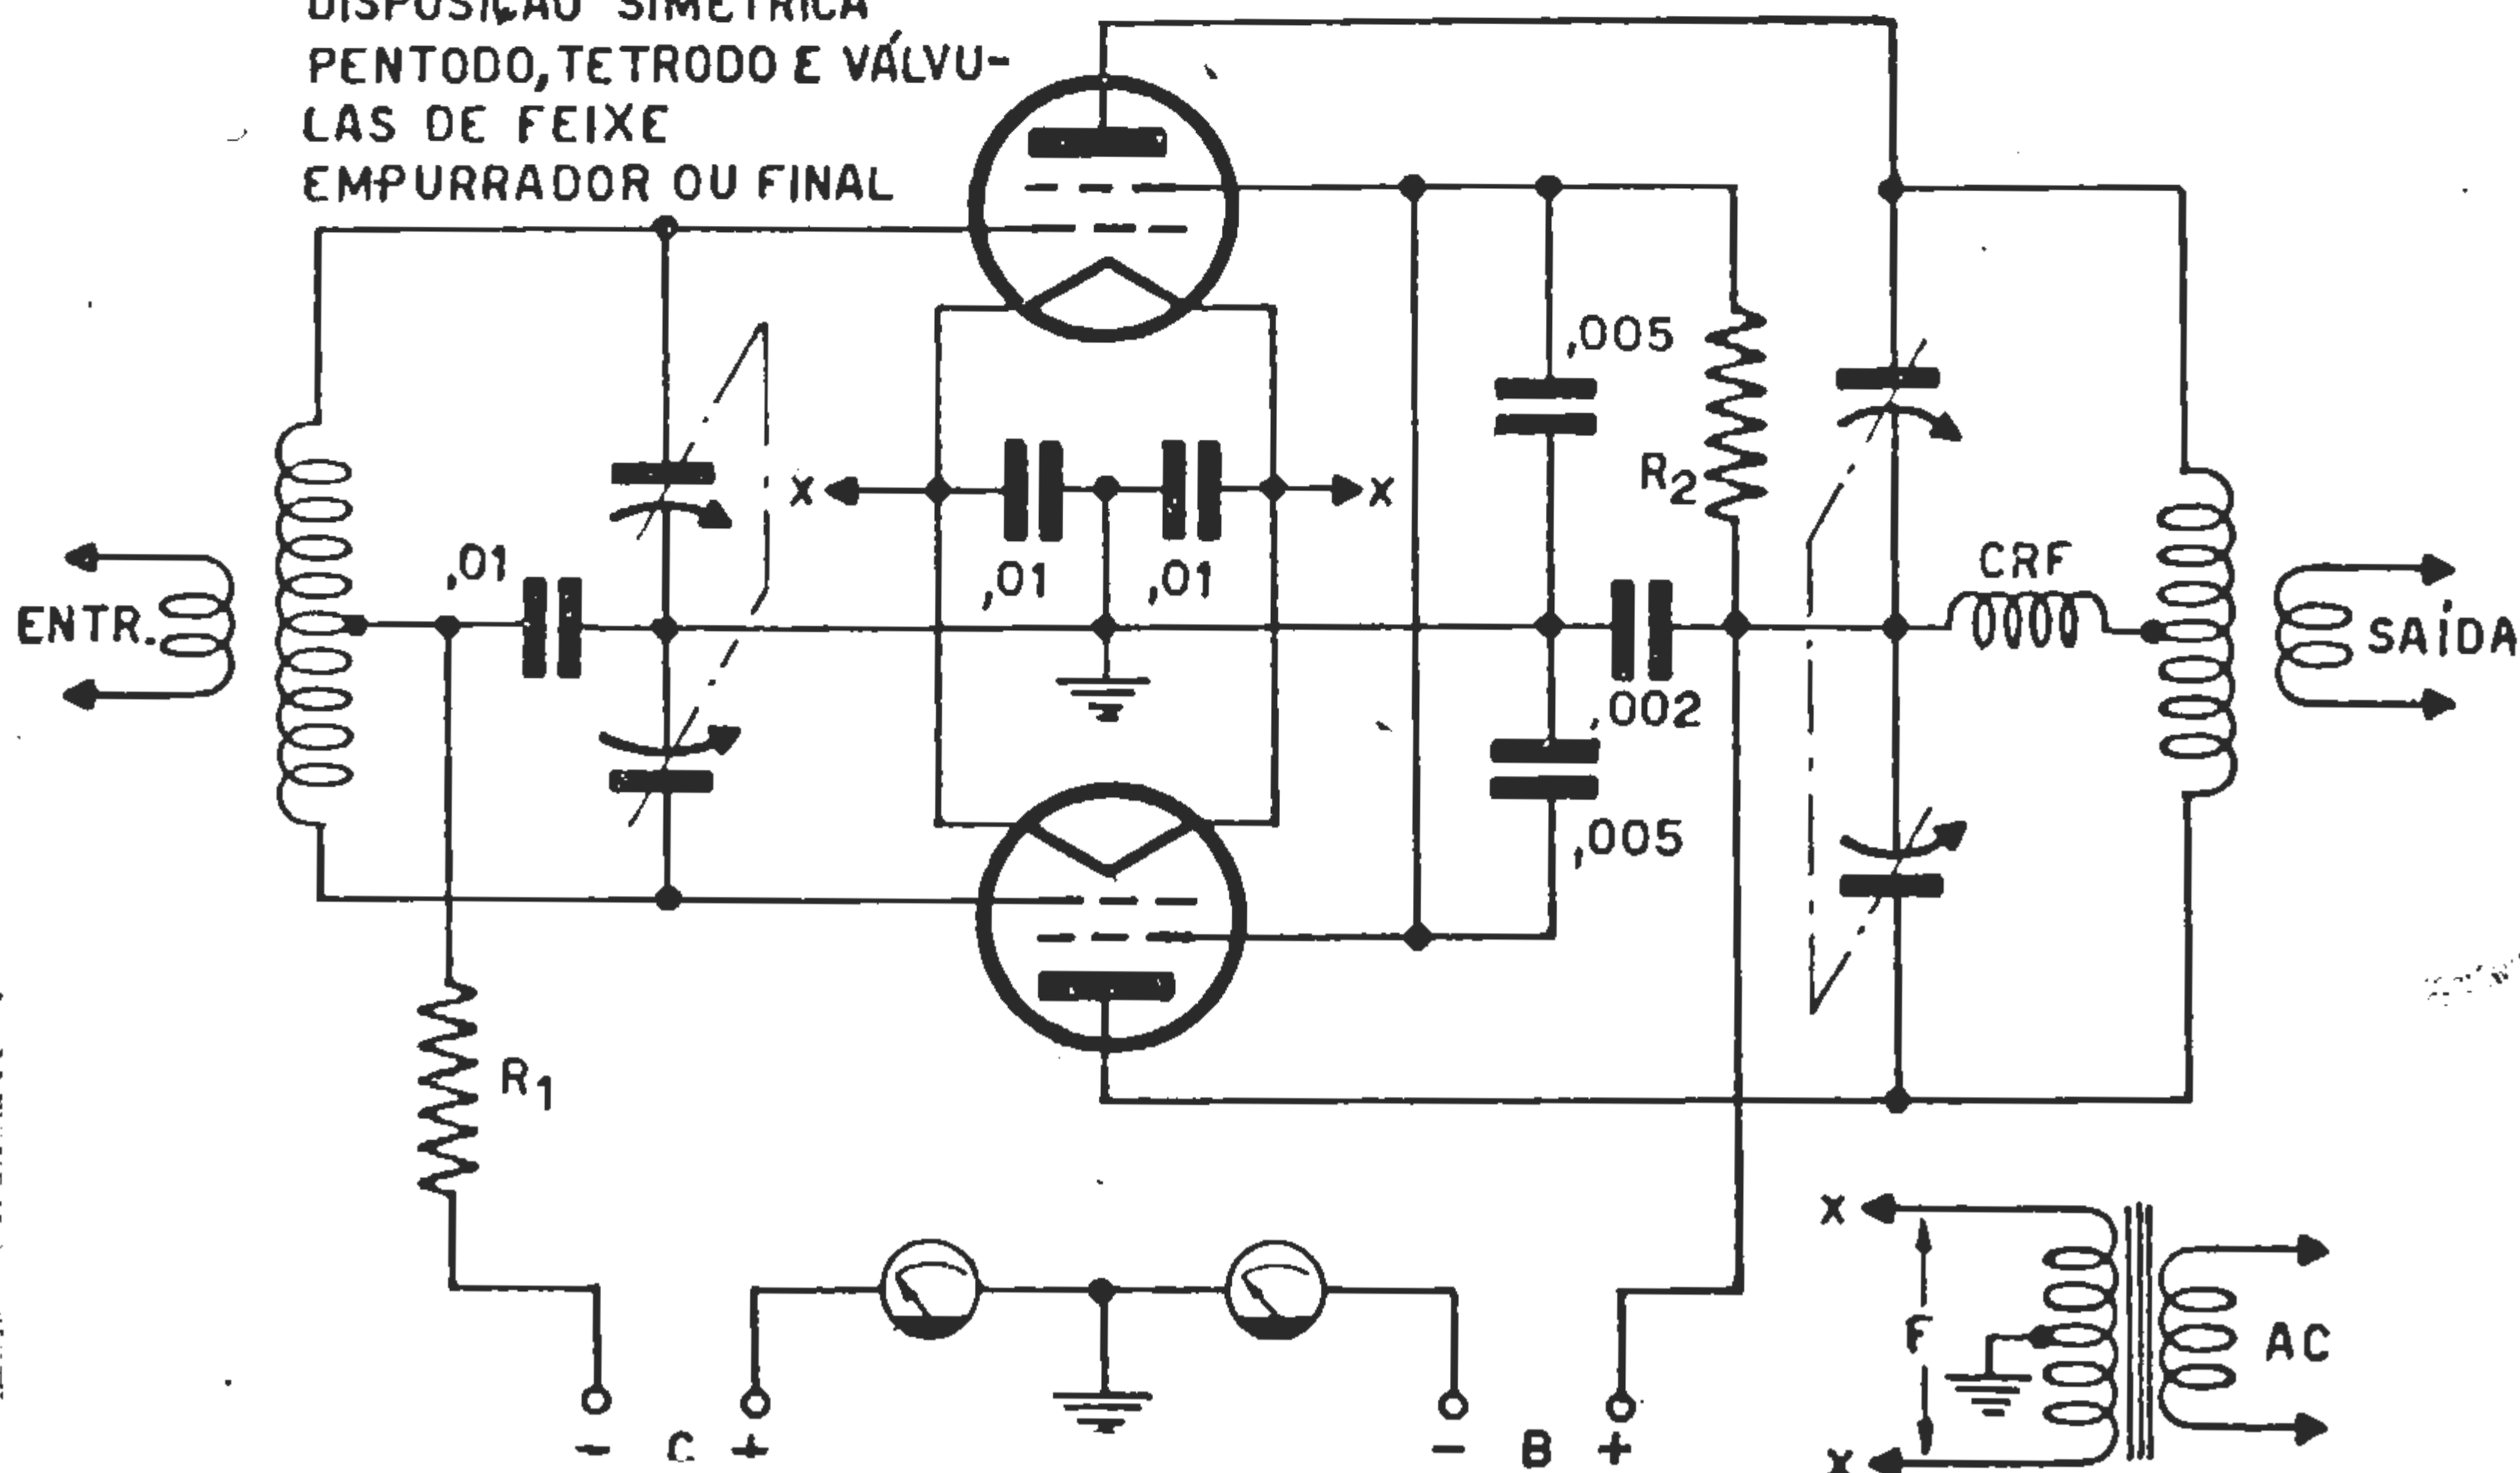 DISPOSIÇÃO SIMÉTRICA
PENTODO, TETRODO E VÁLVU-
LAS DE FEIXE
EMPURRADOR OU FINAL
,005
R2
X
X
,01
,01
,01
CRF
ENTR.
SAÍDA
,002
,005
R1
X
F
AC
- C +
- B +
X